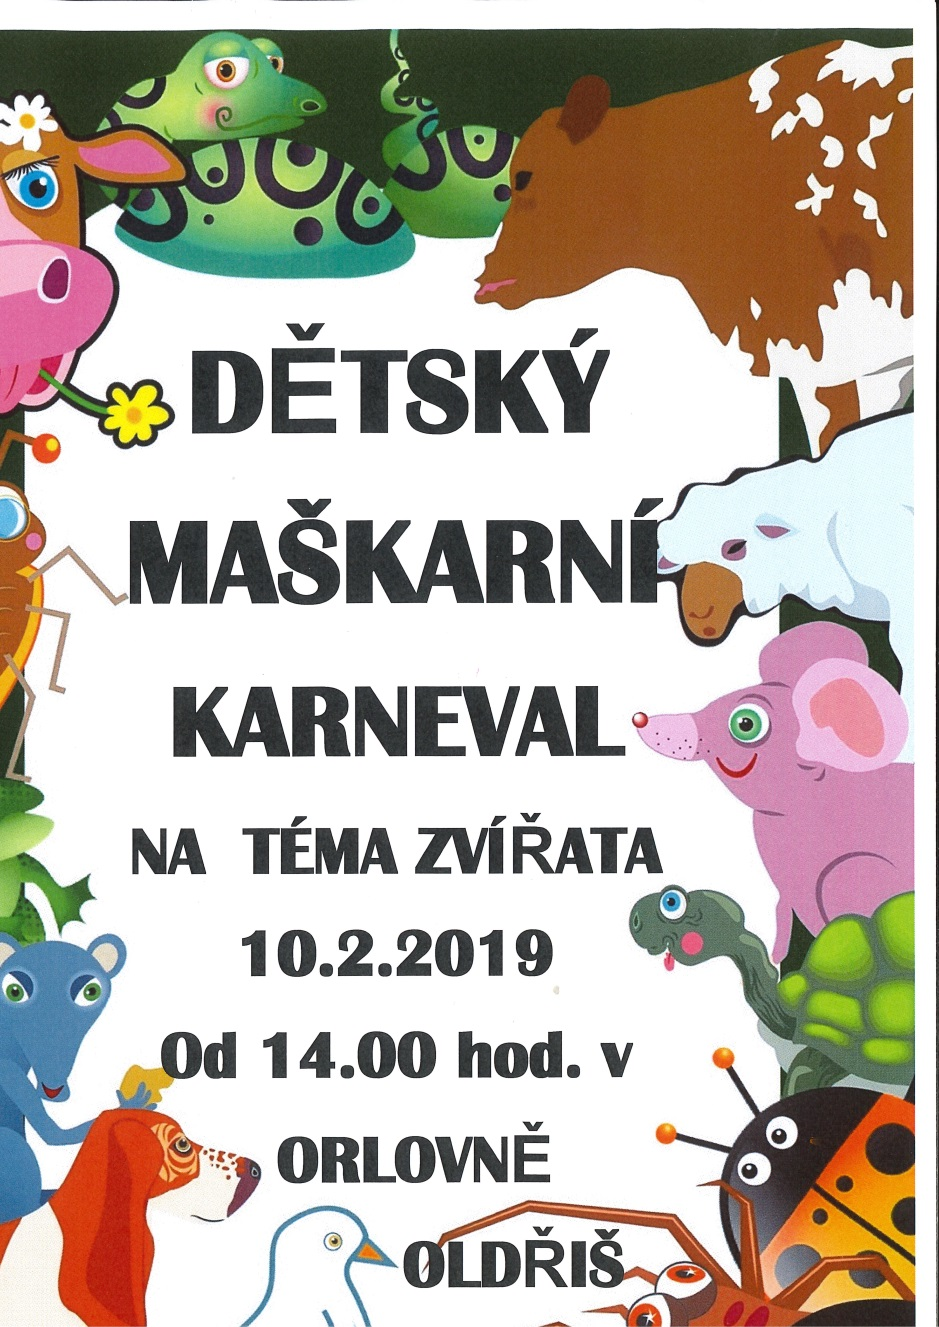 DĚTSKÝ
MAŠKARNÍ
KARNEVAL
NA TÉMA ZVÍŘATA
10.2.2019
Od 14.00 hod. v
ORLOVNĚ
OLDŘIŠ